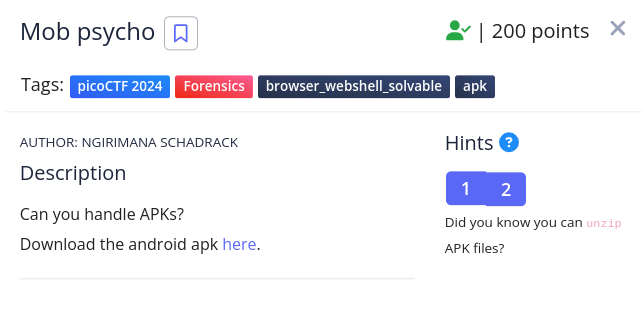 Mob psycho
| 200 points
Tags: picoCTF 2024 Forensics browser_webshell_solvable apk
AUTHOR: NGIRIMANA SCHADRACK
Description
Can you handle APKs?
Download the android apk here.
Hints ?
1 2
Did you know you can unzip
APK files?